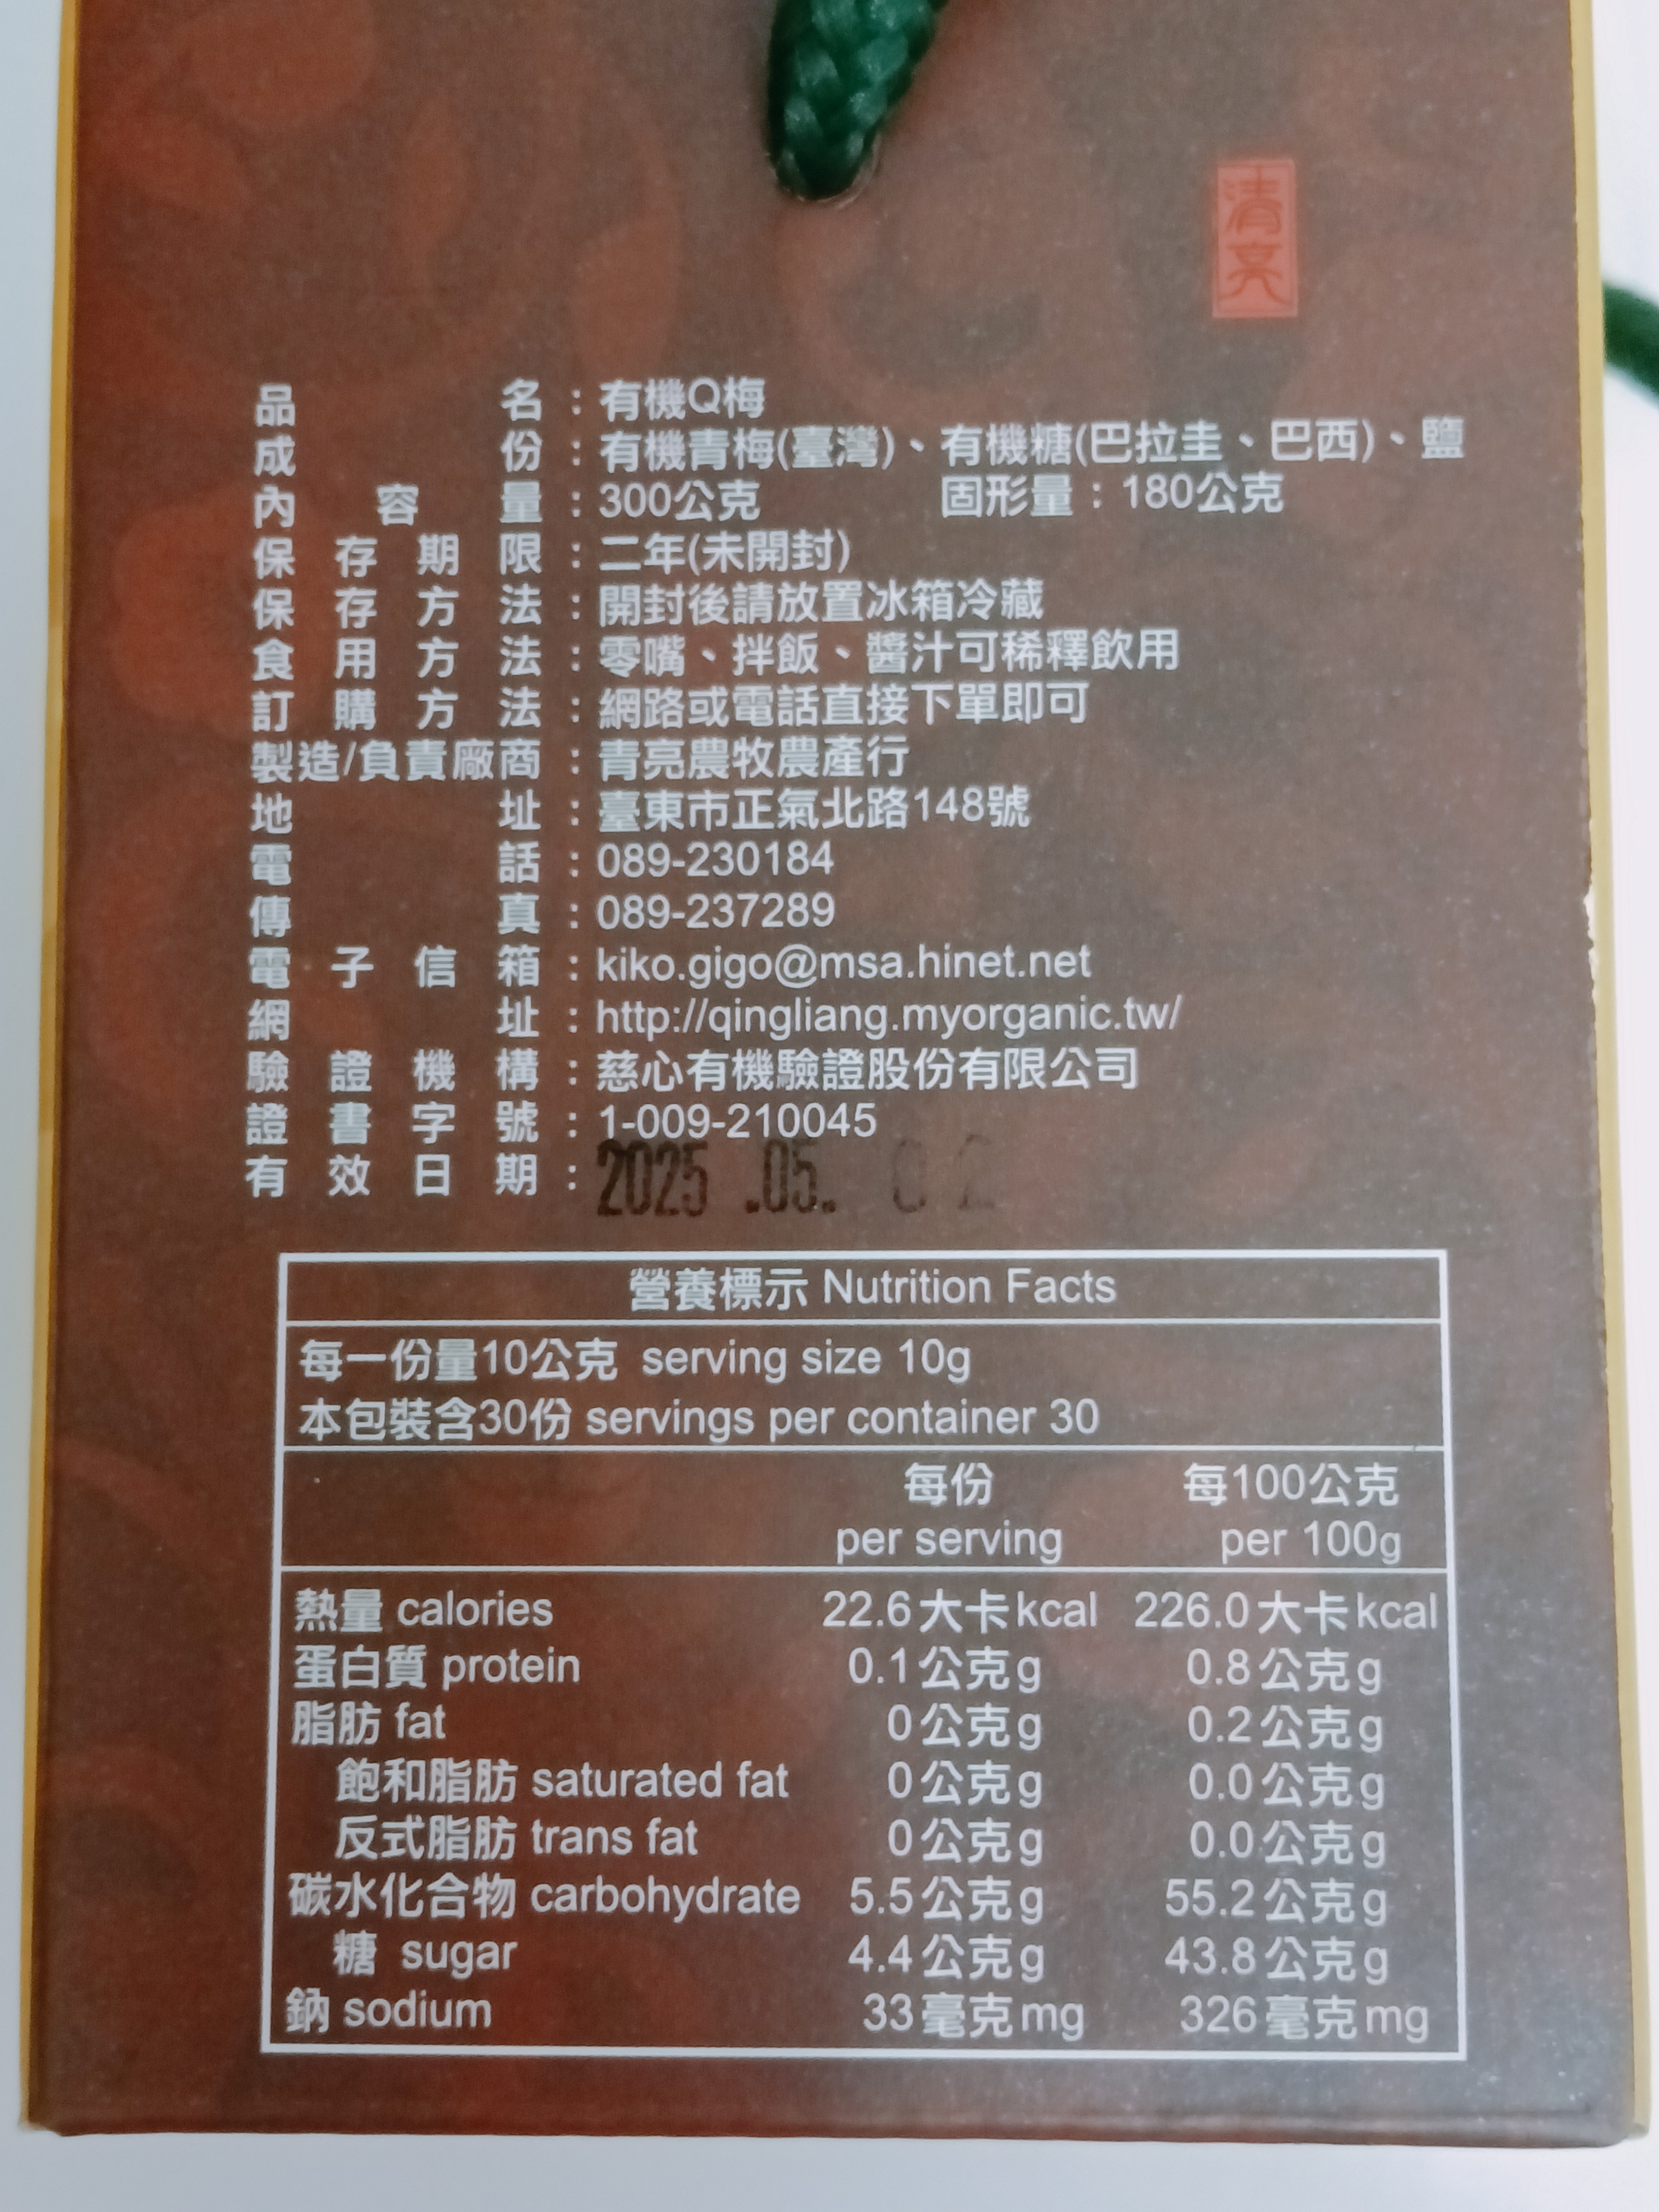 清亮
品名：有機Q梅
成份：有機青梅(臺灣)、有機糖(巴拉圭、巴西)、鹽
內容量：300公克 固形量：180公克
保存期限：二年(未開封)
保存方法：開封後請放置冰箱冷藏
食用方法：零嘴、拌飯、醬汁可稀釋飲用
訂購方法：網路或電話直接下單即可
製造/負責廠商：青亮農牧農產行
地址：臺東市正氣北路148號
電話：089-230184
傳真：089-237289
電子信箱：kiko.gigo@msa.hinet.net
網址：http://qingliang.myorganic.tw/
驗證機構：慈心有機驗證股份有限公司
證書字號：1-009-210045
有效日期：2025.05.02
營養標示 Nutrition Facts
每一份量10公克 serving size 10g
本包裝含30份 servings per container 30
每份 每100公克
per serving per 100g
熱量 calories 22.6大卡kcal 226.0大卡kcal
蛋白質 protein 0.1公克g 0.8公克g
脂肪 fat 0公克g 0.2公克g
飽和脂肪 saturated fat 0公克g 0.0公克g
反式脂肪 trans fat 0公克g 0.0公克g
碳水化合物 carbohydrate 5.5公克g 55.2公克g
糖 sugar 4.4公克g 43.8公克g
鈉 sodium 33毫克mg 326毫克mg